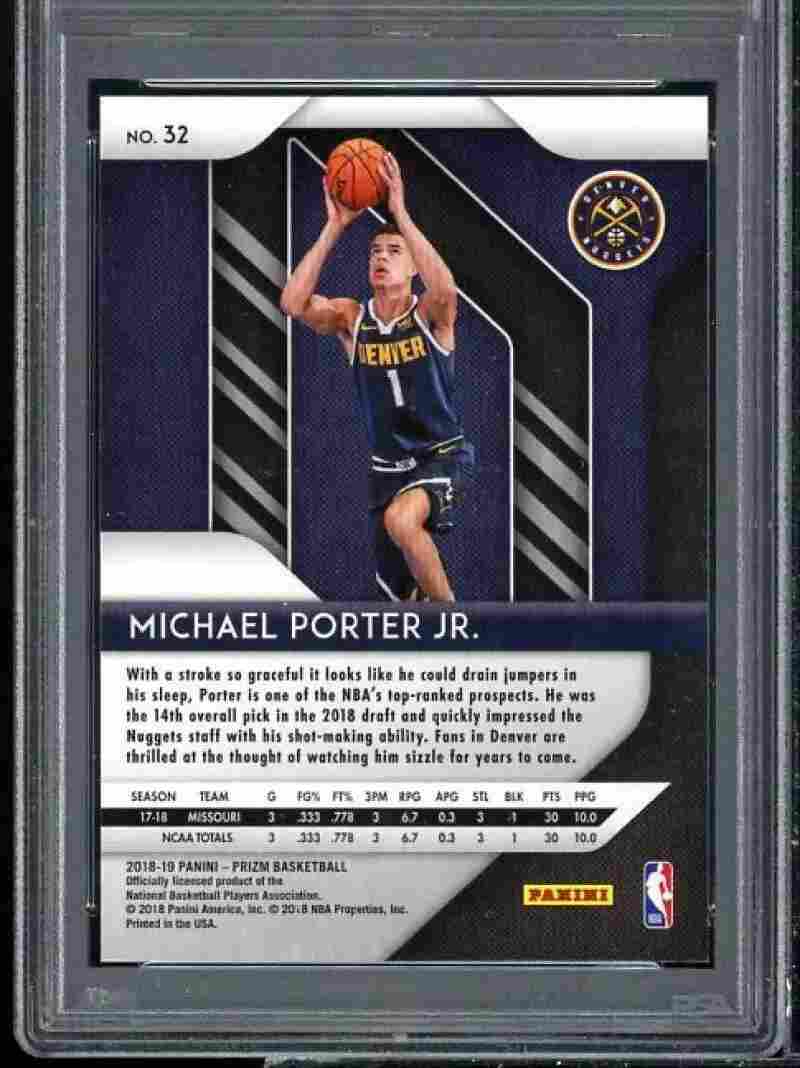 NO. 32
DENVER
NUGGETS
DENVER
1
MICHAEL PORTER JR.
With a stroke so graceful it looks like he could drain jumpers in
his sleep, Porter is one of the NBA's top-ranked prospects. He was
the 14th overall pick in the 2018 draft and quickly impressed the
Nuggets staff with his shot-making ability. Fans in Denver are
thrilled at the thought of watching him sizzle for years to come.
SEASON TEAM G FG% FT% 3PM RPG APG STL BLK PTS PPG
17-18 MISSOURI 3 .333 .778 3 6.7 0.3 3 1 30 10.0
NCAA TOTALS 3 .333 .778 3 6.7 0.3 3 1 30 10.0
2018-19 PANINI – PRIZM BASKETBALL
Officially licensed product of the
National Basketball Players Association.
© 2018 Panini America, Inc. © 2018 NBA Properties, Inc.
Printed in the USA.
PANINI
NBA
PSA